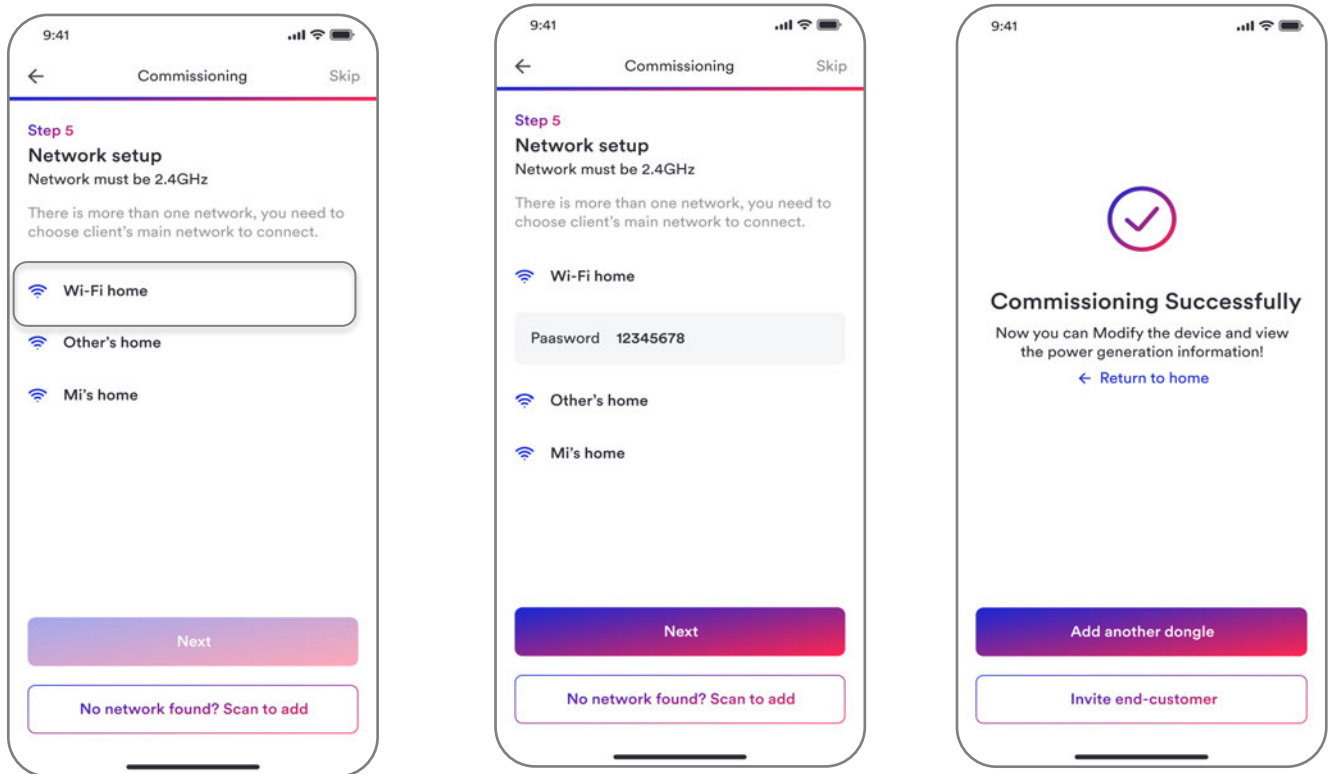 9:41
Commissioning
Skip
Step 5
Network setup
Network must be 2.4GHz
There is more than one network, you need to
choose client's main network to connect.
Wi-Fi home
Other's home
Mi's home
Next
No network found? Scan to add
9:41
Commissioning
Skip
Step 5
Network setup
Network must be 2.4GHz
There is more than one network, you need to
choose client's main network to connect.
Wi-Fi home
Paasword 12345678
Other's home
Mi's home
Next
No network found? Scan to add
9:41
Commissioning Successfully
Now you can Modify the device and view
the power generation information!
← Return to home
Add another dongle
Invite end-customer